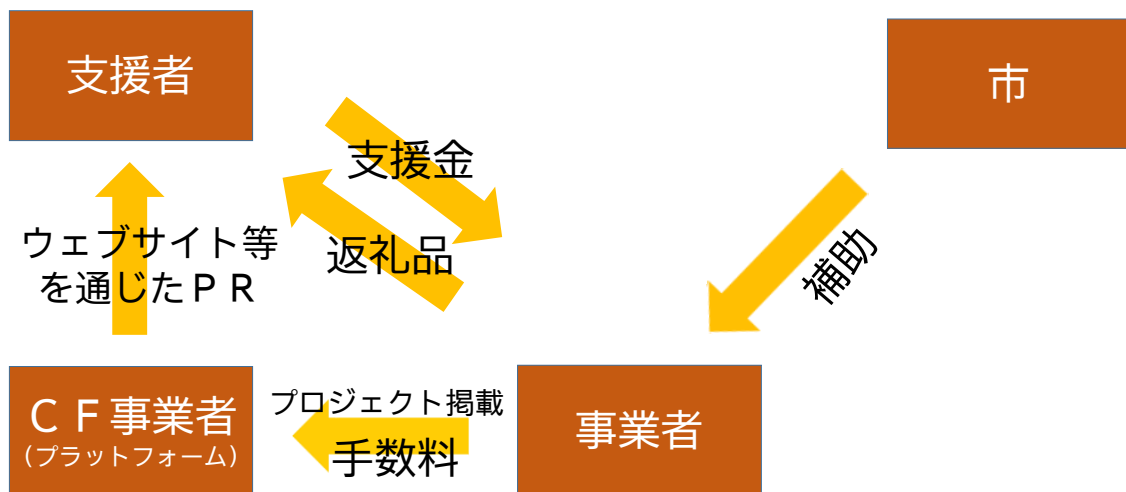 支援者
市
支援金
返礼品
ウェブサイト等
を通じたＰＲ
補助
ＣＦ事業者
（プラットフォーム）
プロジェクト掲載
手数料
事業者